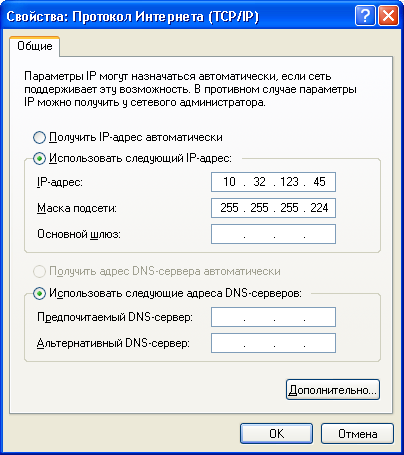 Свойства: Протокол Интернета (TCP/IP)
Общие
Параметры IP могут назначаться автоматически, если сеть
поддерживает эту возможность. В противном случае параметры
IP можно получить у сетевого администратора.
Получить IP-адрес автоматически
Использовать следующий IP-адрес:
IP-адрес: 10 . 32 . 123 . 45
Маска подсети: 255 . 255 . 255 . 224
Основной шлюз: . . .
Получить адрес DNS-сервера автоматически
Использовать следующие адреса DNS-серверов:
Предпочитаемый DNS-сервер: . . .
Альтернативный DNS-сервер: . . .
Дополнительно...
OK Отмена